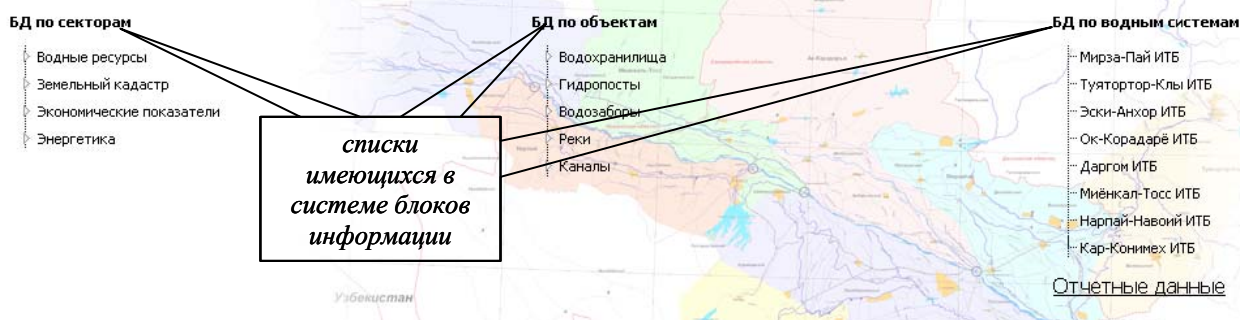 БД по секторам
Водные ресурсы
Земельный кадастр
Экономические показатели
Энергетика
списки
имеющихся в
системе блоков
информации
БД по объектам
Водохранилища
Гидропосты
Водозаборы
Реки
Каналы
БД по водным системам
Мирза-Пай ИТБ
Туятортор-Клы ИТБ
Эски-Анхор ИТБ
Ок-Корадарё ИТБ
Даргом ИТБ
Миёнкал-Тосс ИТБ
Нарпай-Навоий ИТБ
Кар-Конимех ИТБ
Отчетные данные
Узбекистан